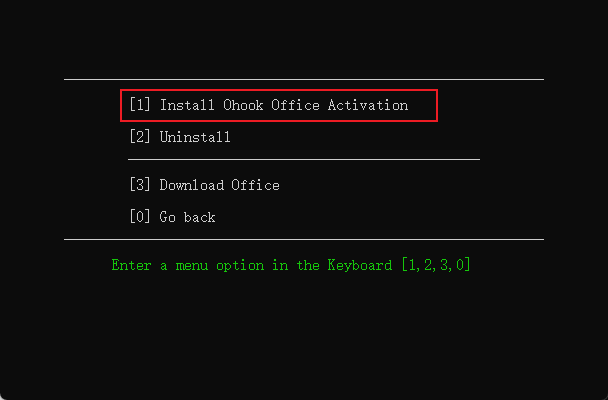 [1] Install Ohook Office Activation
[2] Uninstall
[3] Download Office
[0] Go back
Enter a menu option in the Keyboard [1,2,3,0]